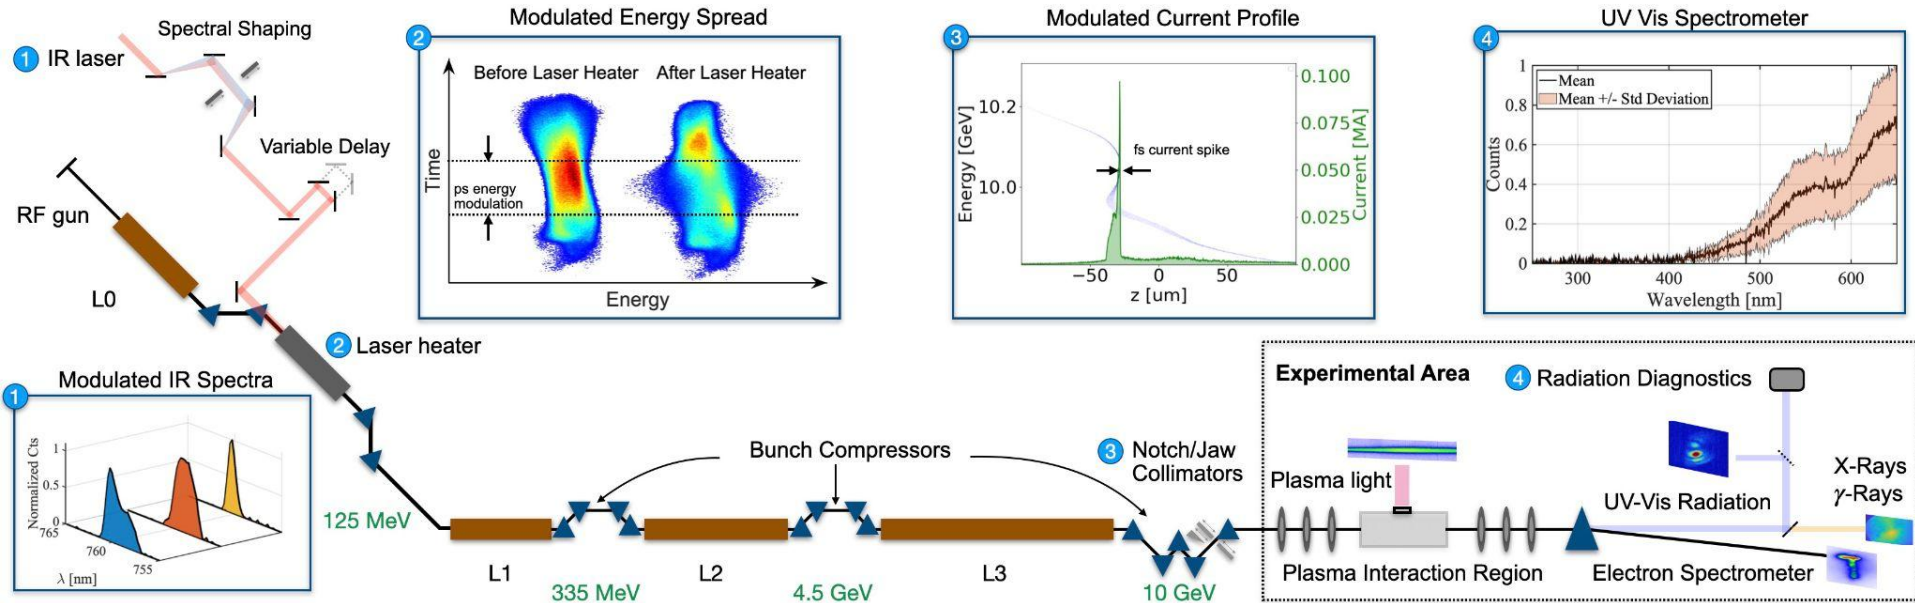 Spectral Shaping
1 IR laser
Variable Delay
RF gun
L0
2 Laser heater
1 Modulated IR Spectra
Normalized Cts
1
0.5
0
765
760
755
λ [nm]
2 Modulated Energy Spread
Before Laser Heater After Laser Heater
Time
ps energy
modulation
Energy
3 Modulated Current Profile
Energy [GeV]
10.2
10.0
fs current spike
0.100
0.075
0.050
0.025
0.000
Current [MA]
−50 0 50
z [um]
4 UV Vis Spectrometer
Mean
Mean +/- Std Deviation
Counts
1
0.8
0.6
0.4
0.2
0
300 400 500 600
Wavelength [nm]
125 MeV
L1
335 MeV
L2
4.5 GeV
L3
10 GeV
Bunch Compressors
3 Notch/Jaw
Collimators
Experimental Area
4 Radiation Diagnostics
Plasma light
UV-Vis Radiation
X-Rays
γ-Rays
Plasma Interaction Region
Electron Spectrometer